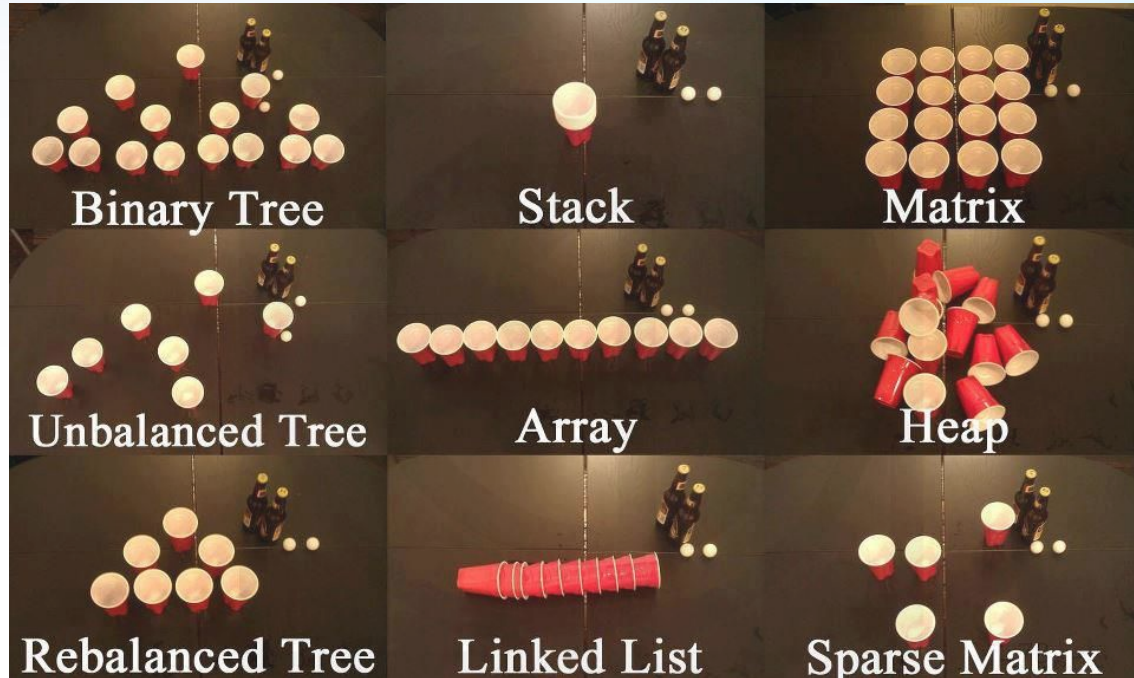 Binary Tree
Stack
Matrix
Unbalanced Tree
Array
Heap
Rebalanced Tree
Linked List
Sparse Matrix